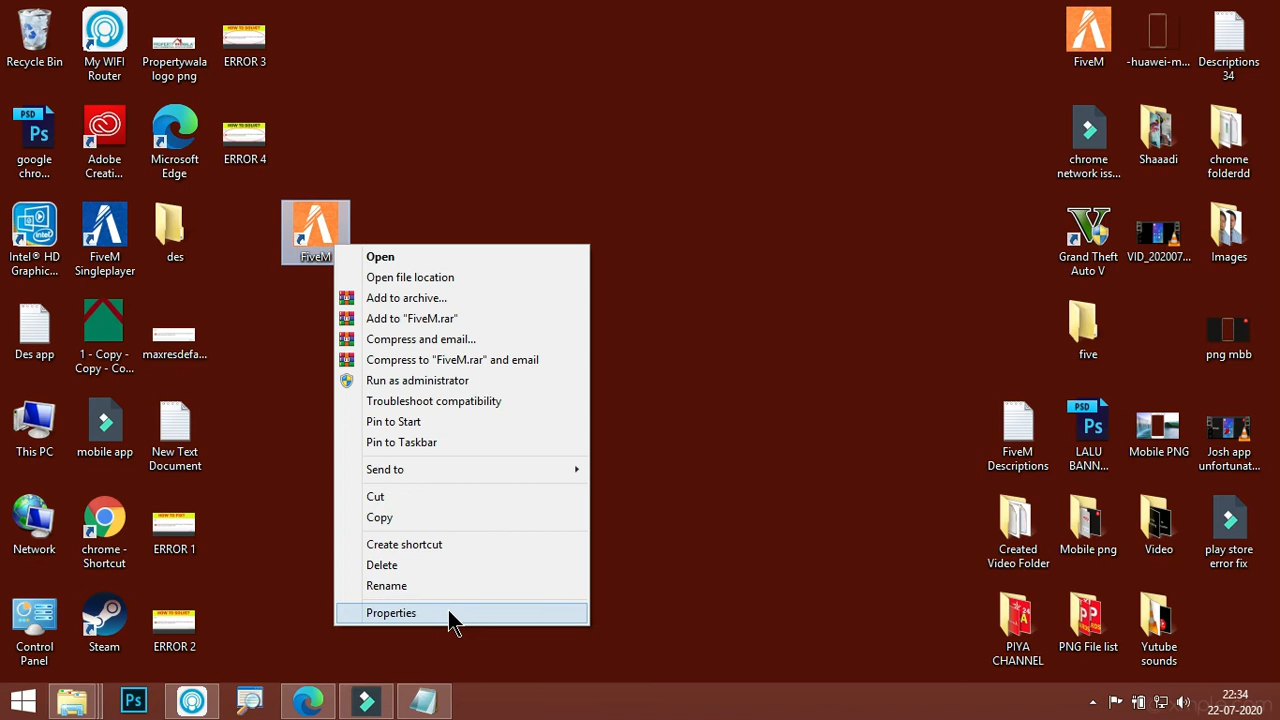 Recycle Bin
My WIFI
Router
Propertywala
logo png
ERROR 3
PSD
Ps
google
chro...
Adobe
Creati...
Microsoft
Edge
ERROR 4
Intel® HD
Graphic...
FiveM
Singleplayer
des
FiveM
Des app
1 - Copy -
Copy - Co...
maxresdefa...
This PC
mobile app
New Text
Document
Network
chrome -
Shortcut
ERROR 1
Control
Panel
Steam
ERROR 2
Open
Open file location
Add to archive...
Add to "FiveM.rar"
Compress and email...
Compress to "FiveM.rar" and email
Run as administrator
Troubleshoot compatibility
Pin to Start
Pin to Taskbar
Send to
Cut
Copy
Create shortcut
Delete
Rename
Properties
FiveM
-huawei-m...
Descriptions
34
chrome
network iss...
Shaaadi
chrome
folderdd
Grand Theft
Auto V
VID_202007...
Images
five
png mbb
FiveM
Descriptions
PSD
Ps
LALU
BANN...
Mobile PNG
Josh app
unfortunat...
Created
Video Folder
Mobile png
Video
play store
error fix
PIYA
CHANNEL
PNG File list
Yutube
sounds
Ps
22:34
22-07-2020